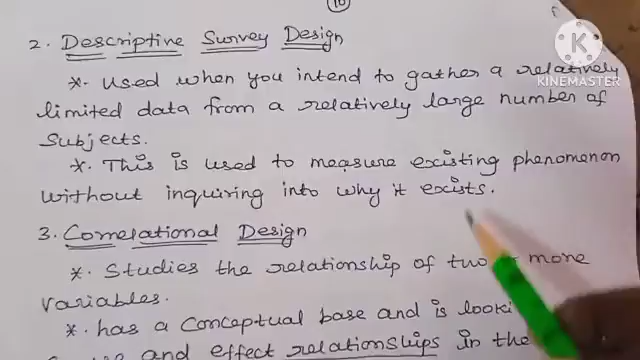 10
2. Descriptive Survey Design
K
KINEMASTER
*. Used when you intend to gather a relatively
limited data from a relatively large number of
Subjects.
*. This is used to measure existing phenomenon
without inquiring into why it exists.
3. Correlational Design
*. Studies the relationship of two more
variables.
*. has a Conceptual base and is
and effect relationships in the